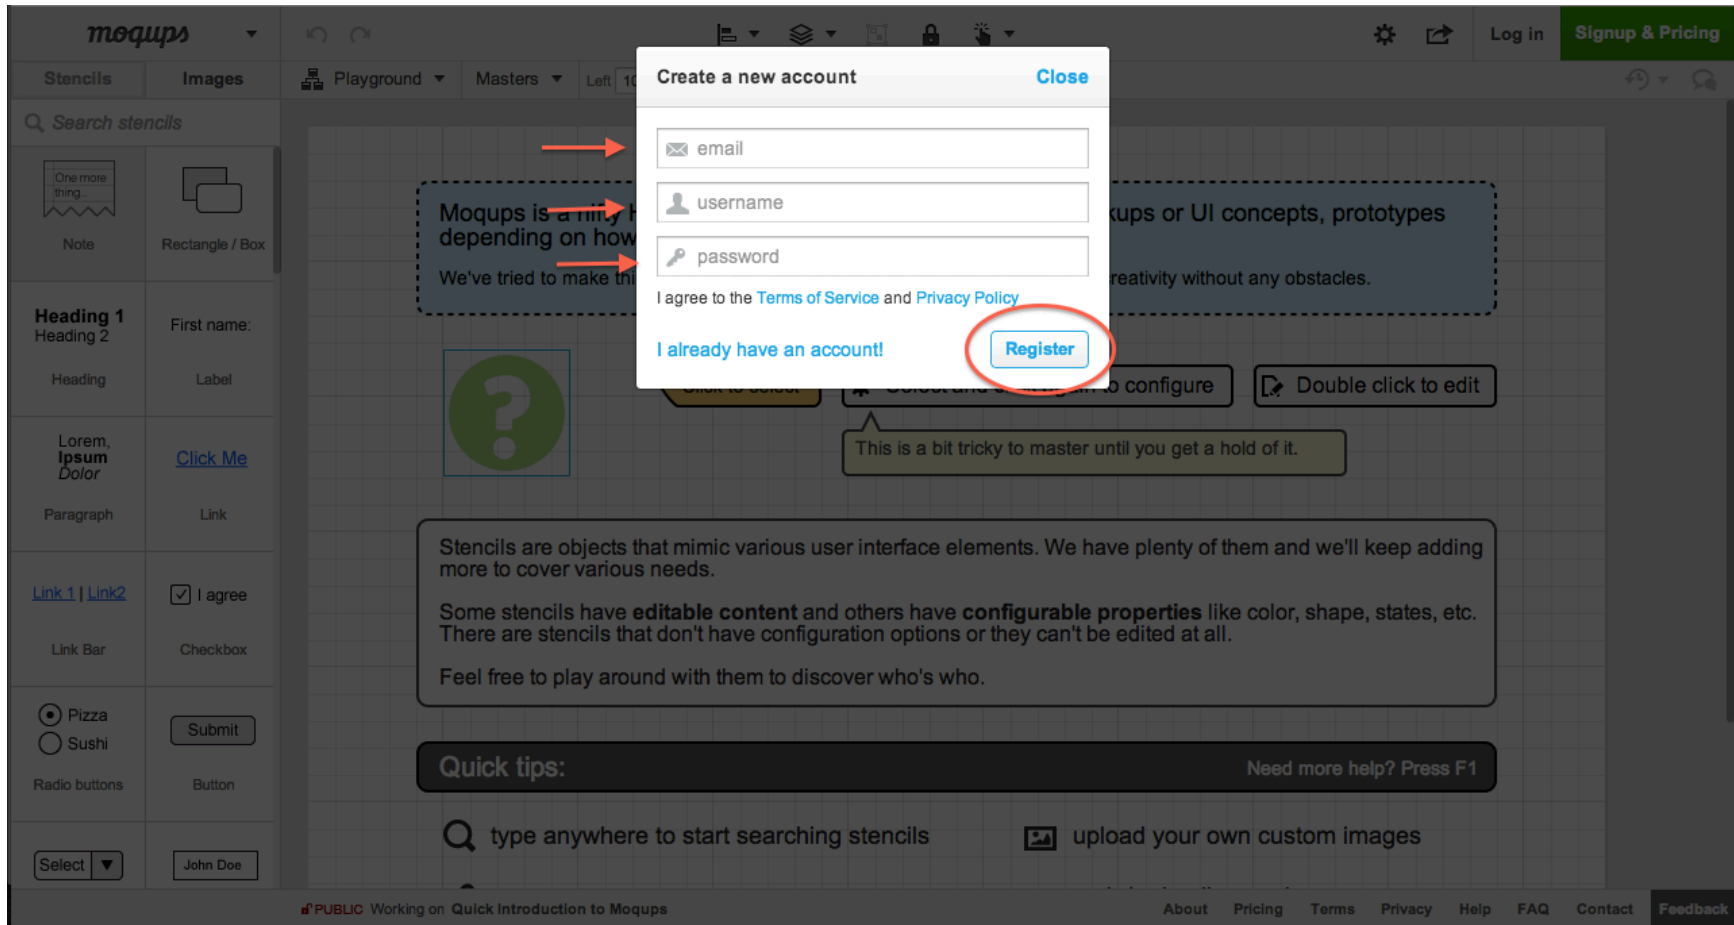 moqups
Log in
Signup & Pricing
Stencils
Images
Playground
Masters
Left
10
Search stencils
Create a new account
Close
email
username
password
I agree to the Terms of Service and Privacy Policy
I already have an account!
Register
One more
thing..
Note
Rectangle / Box
Heading 1
Heading 2
Heading
First name:
Label
Lorem,
Ipsum
Dolor
Paragraph
Click Me
Link
Link 1 | Link2
Link Bar
I agree
Checkbox
Pizza
Sushi
Radio buttons
Submit
Button
Select
John Doe
Moqups is a nifty H
kups or UI concepts, prototypes
depending on how
We've tried to make thi
reativity without any obstacles.
Click to select
Select and click again to configure
Double click to edit
This is a bit tricky to master until you get a hold of it.
Stencils are objects that mimic various user interface elements. We have plenty of them and we'll keep adding
more to cover various needs.
Some stencils have editable content and others have configurable properties like color, shape, states, etc.
There are stencils that don't have configuration options or they can't be edited at all.
Feel free to play around with them to discover who's who.
Quick tips:
Need more help? Press F1
type anywhere to start searching stencils
upload your own custom images
PUBLIC Working on Quick Introduction to Moqups
About Pricing Terms Privacy Help FAQ Contact Feedback